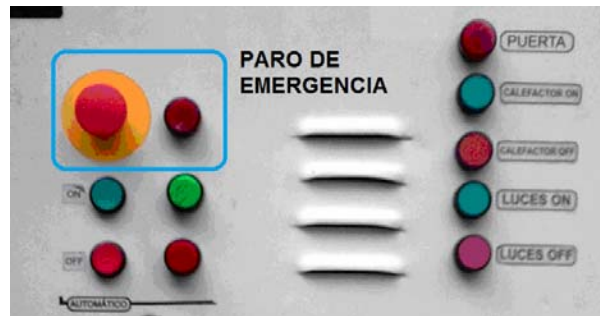 PARO DE
EMERGENCIA
PUERTA
CALEFACTOR ON
CALEFACTOR OFF
ON
LUCES ON
OFF
LUCES OFF
AUTOMÁTICO